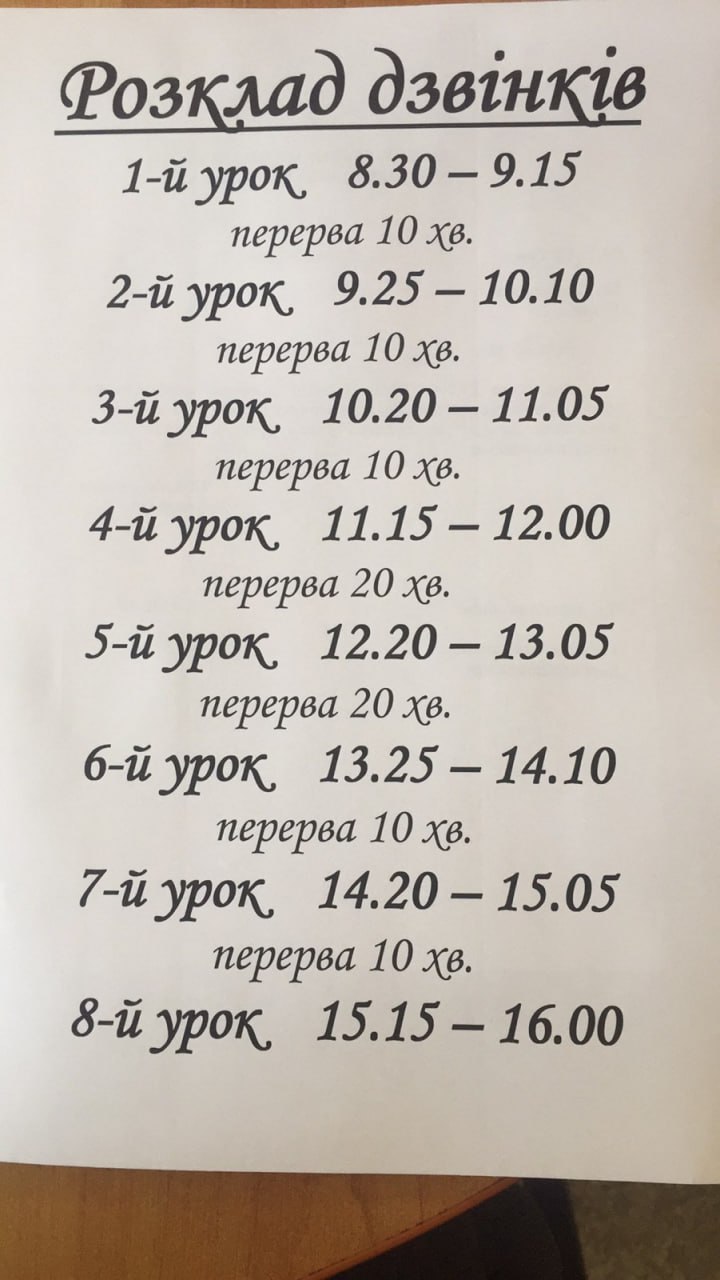 Розклад дзвінків
1-й урок 8.30 – 9.15
перерва 10 хв.
2-й урок 9.25 – 10.10
перерва 10 хв.
3-й урок 10.20 – 11.05
перерва 10 хв.
4-й урок 11.15 – 12.00
перерва 20 хв.
5-й урок 12.20 – 13.05
перерва 20 хв.
6-й урок 13.25 – 14.10
перерва 10 хв.
7-й урок 14.20 – 15.05
перерва 10 хв.
8-й урок 15.15 – 16.00